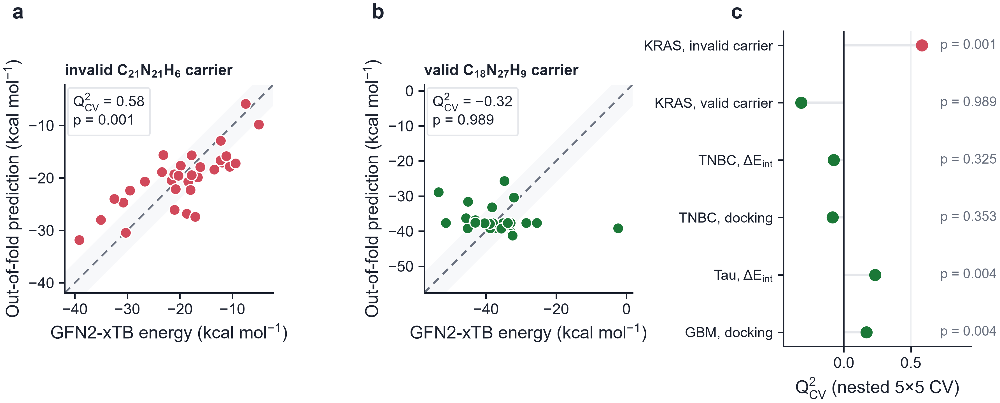 a
invalid C₂₁N₂₁H₆ carrier
Q²CV = 0.58
p = 0.001
Out-of-fold prediction (kcal mol⁻¹)
−10
−20
−30
−40
−40 −30 −20 −10
GFN2-xTB energy (kcal mol⁻¹)
b
valid C₁₈N₂₇H₉ carrier
Q²CV = −0.32
p = 0.989
Out-of-fold prediction (kcal mol⁻¹)
0
−10
−20
−30
−40
−50
−40 −20 0
GFN2-xTB energy (kcal mol⁻¹)
c
KRAS, invalid carrier p = 0.001
KRAS, valid carrier p = 0.989
TNBC, ΔEint p = 0.325
TNBC, docking p = 0.353
Tau, ΔEint p = 0.004
GBM, docking p = 0.004
0.0 0.5
Q²CV (nested 5×5 CV)